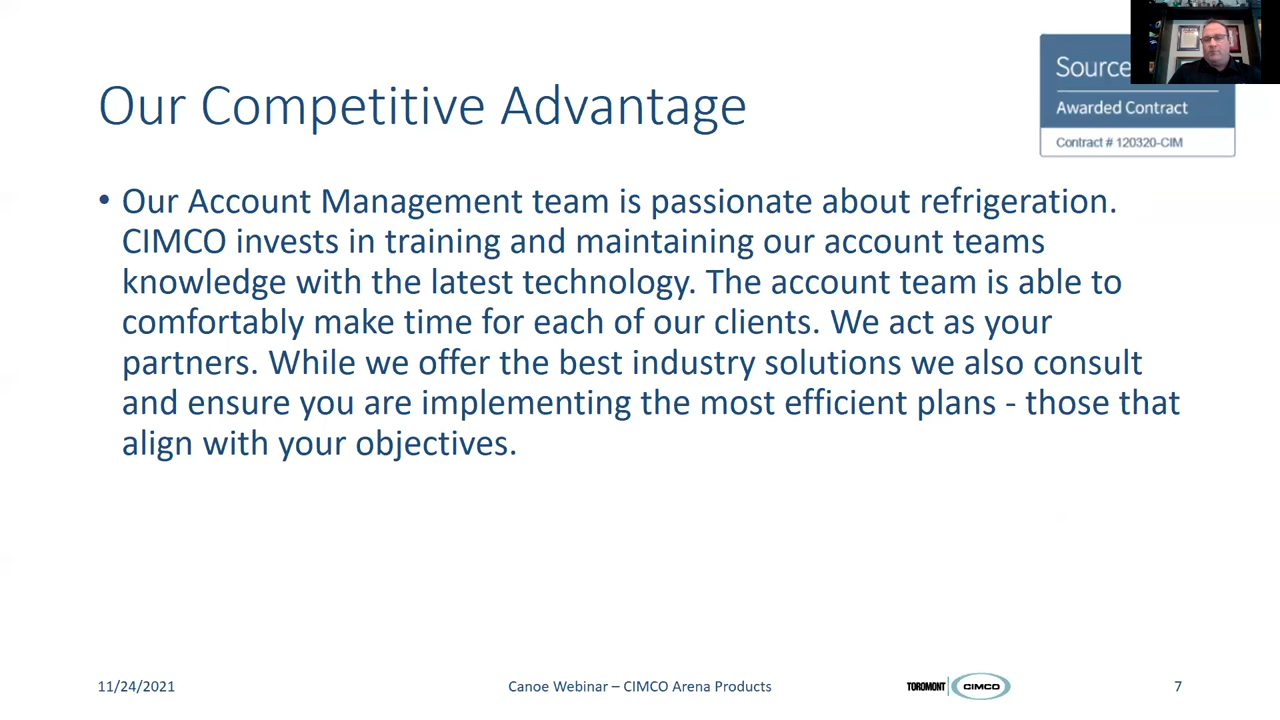 Our Competitive Advantage
Source
Awarded Contract
Contract # 120320-CIM
• Our Account Management team is passionate about refrigeration.
CIMCO invests in training and maintaining our account teams
knowledge with the latest technology. The account team is able to
comfortably make time for each of our clients. We act as your
partners. While we offer the best industry solutions we also consult
and ensure you are implementing the most efficient plans - those that
align with your objectives.
11/24/2021
Canoe Webinar – CIMCO Arena Products
TOROMONT CIMCO
7